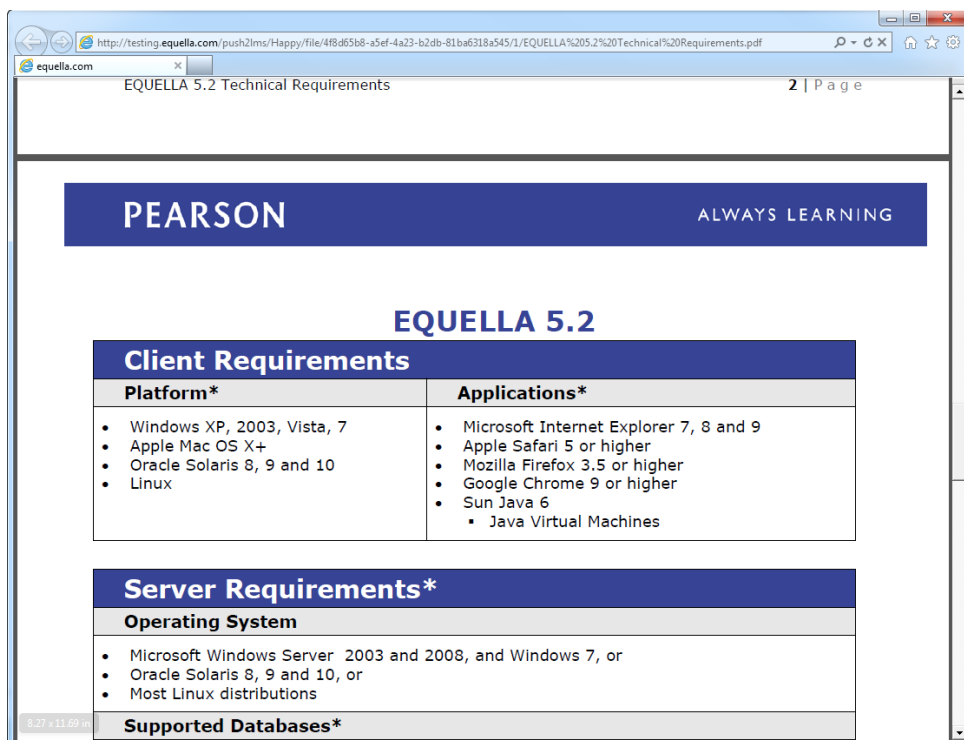 http://testing.equella.com/push2lms/Happy/file/4f8d65b8-a5ef-4a23-b2db-81ba6318a545/1/EQUELLA%205.2%20Technical%20Requirements.pdf
equella.com
EQUELLA 5.2 Technical Requirements 2 | Page
PEARSON ALWAYS LEARNING
EQUELLA 5.2
Client Requirements
Platform* Applications*
• Windows XP, 2003, Vista, 7 • Microsoft Internet Explorer 7, 8 and 9
• Apple Mac OS X+ • Apple Safari 5 or higher
• Oracle Solaris 8, 9 and 10 • Mozilla Firefox 3.5 or higher
• Linux • Google Chrome 9 or higher
• Sun Java 6
▪ Java Virtual Machines
Server Requirements*
Operating System
• Microsoft Windows Server 2003 and 2008, and Windows 7, or
• Oracle Solaris 8, 9 and 10, or
• Most Linux distributions
8.27 x 11.69 in
Supported Databases*